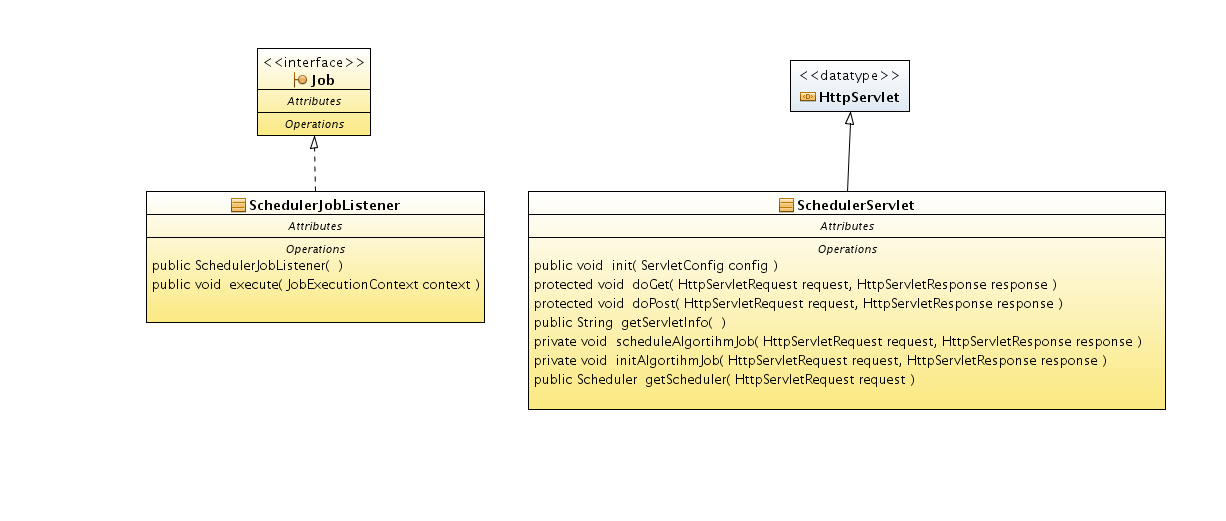 <<interface>>
Job
Attributes
Operations
<<datatype>>
HttpServlet
SchedulerJobListener
Attributes
Operations
public SchedulerJobListener(  )
public void  execute( JobExecutionContext context )
SchedulerServlet
Attributes
Operations
public void  init( ServletConfig config )
protected void  doGet( HttpServletRequest request, HttpServletResponse response )
protected void  doPost( HttpServletRequest request, HttpServletResponse response )
public String  getServletInfo(  )
private void  scheduleAlgortihmJob( HttpServletRequest request, HttpServletResponse response )
private void  initAlgortihmJob( HttpServletRequest request, HttpServletResponse response )
public Scheduler  getScheduler( HttpServletRequest request )